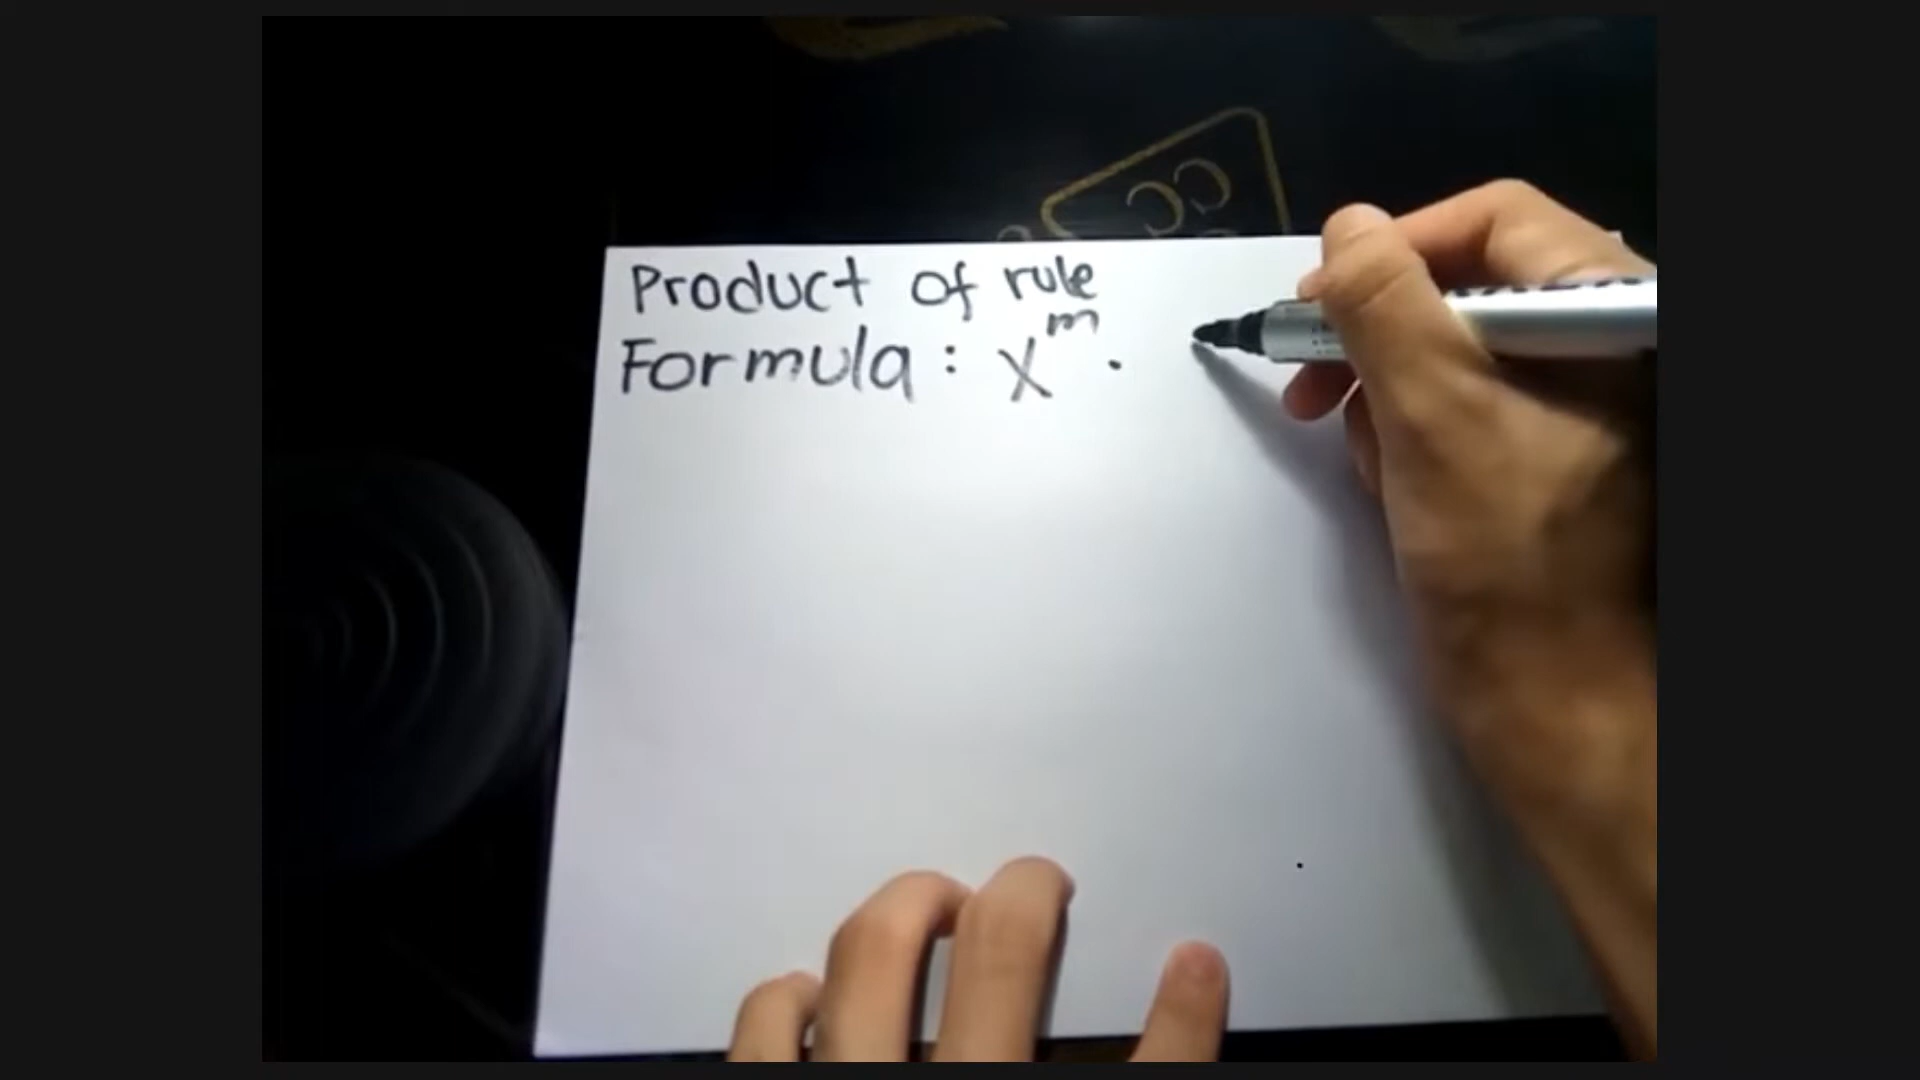 Product of rule
Formula : x^m ·